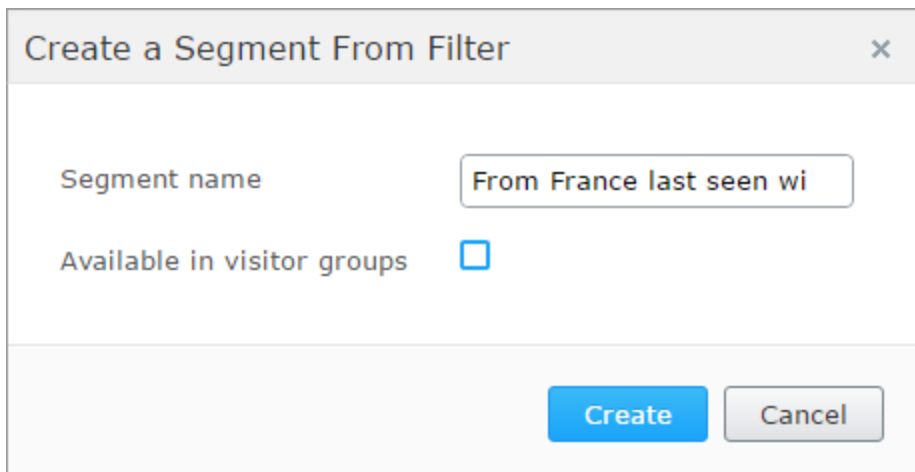 Create a Segment From Filter
Segment name
From France last seen wi
Available in visitor groups
Create
Cancel